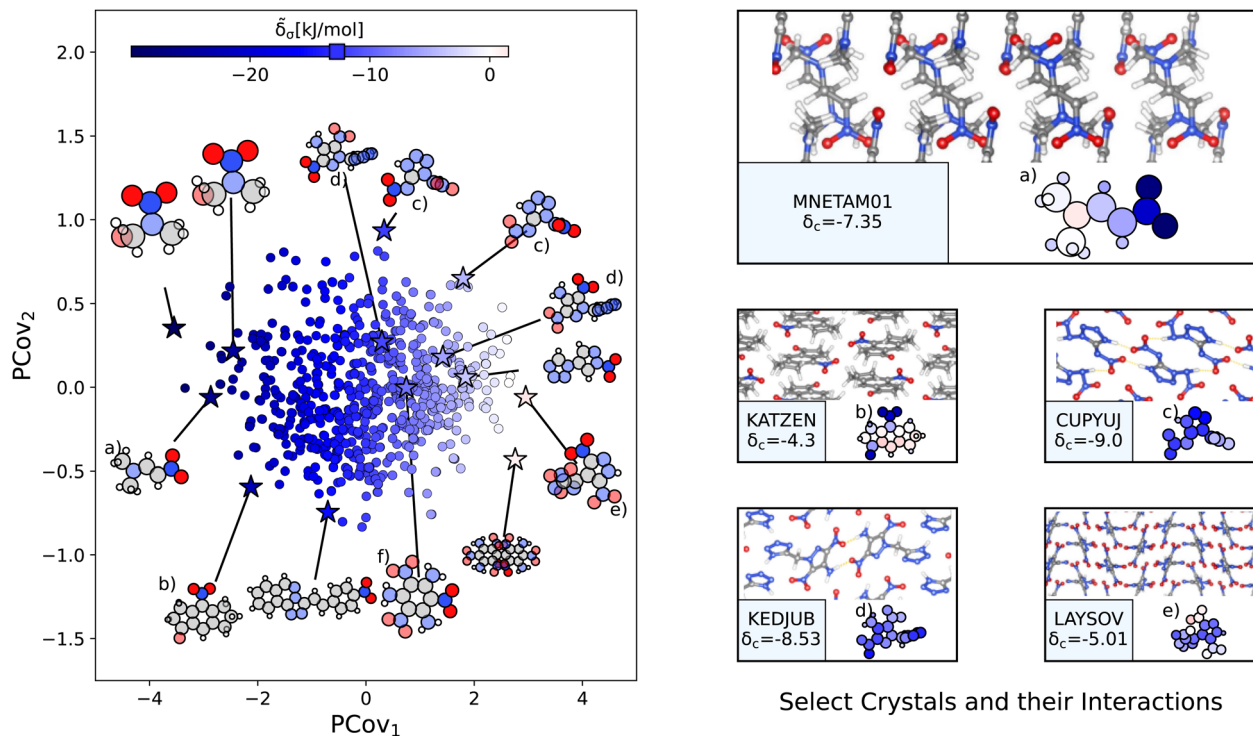 δ̃σ[kJ/mol]
−20
−10
0
2.0
1.5
1.0
0.5
0.0
−0.5
−1.0
−1.5
PCov₂
−4
−2
0
2
4
PCov₁
d)
c)
c)
d)
a)
e)
b)
f)
a)
MNETAM01
δc=-7.35
b)
KATZEN
δc=-4.3
c)
CUPYUJ
δc=-9.0
d)
KEDJUB
δc=-8.53
e)
LAYSOV
δc=-5.01
Select Crystals and their Interactions